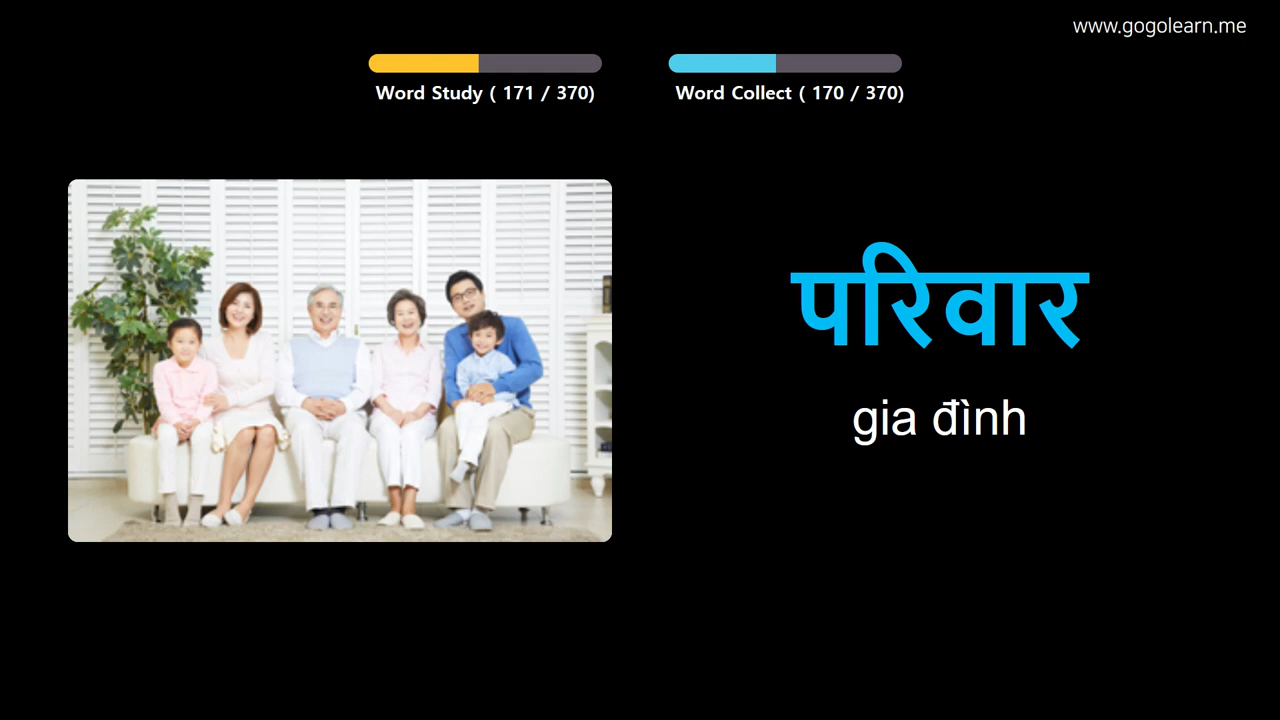 www.gogolearn.me
Word Study ( 171 / 370)
Word Collect ( 170 / 370)
परिवार
gia đình